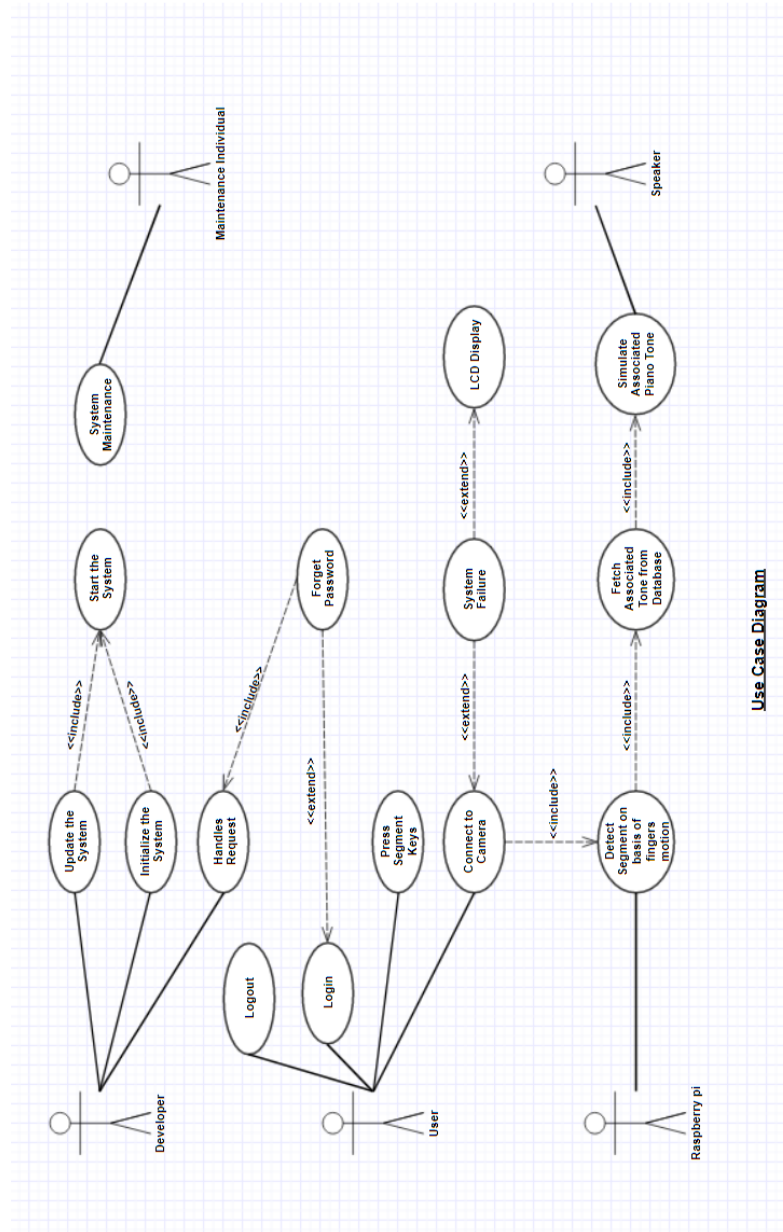 Developer
Update the
System
<<include>>
Initialize the
System
<<include>>
Start the
System
System
Maintenance
Maintenance Individual
Handles
Request
<<include>>
Forget
Password
<<extend>>
Logout
Login
User
Press
Segment
Keys
Connect to
Camera
<<extend>>
System
Failure
<<extend>>
LCD Display
<<include>>
Raspberry pi
Detect
Segment on
basis of
fingers
motion
<<include>>
Fetch
Associated
Tone from
Database
<<include>>
Simulate
Associated
Piano Tone
Speaker
Use Case Diagram